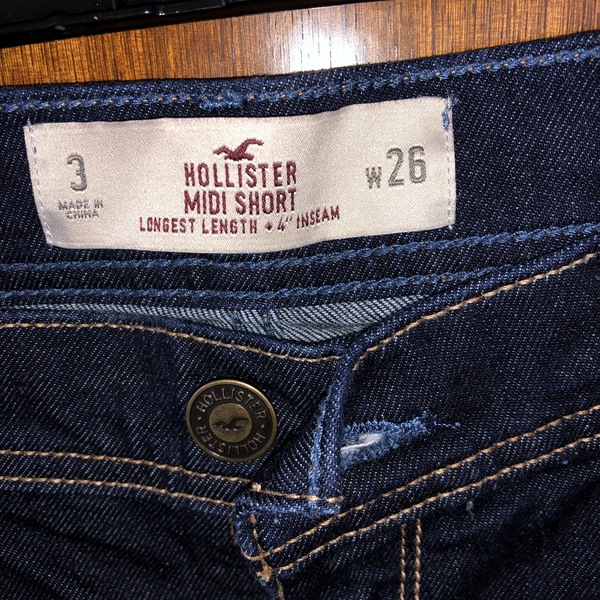 3
MADE IN
CHINA
HOLLISTER
MIDI SHORT
LONGEST LENGTH • 4" INSEAM
W26
HOLLISTER
HOLLISTER